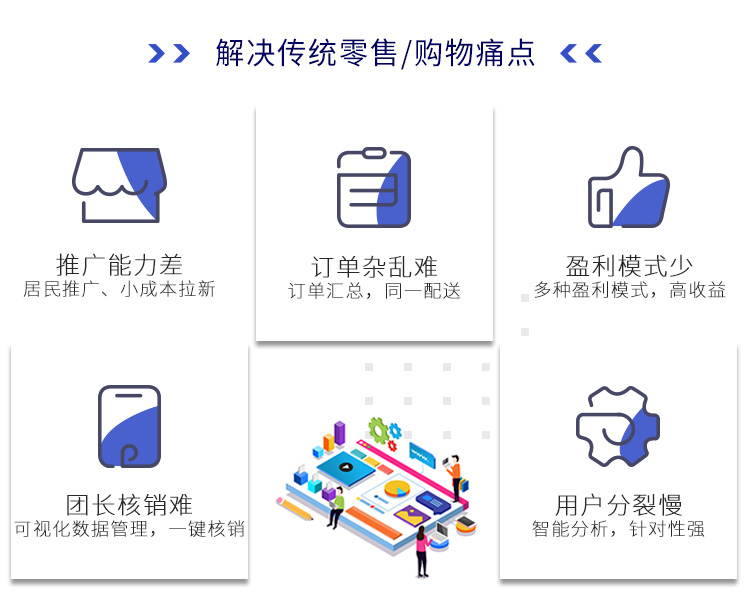 解决传统零售/购物痛点
推广能力差
居民推广、小成本拉新
订单杂乱难
订单汇总，同一配送
盈利模式少
多种盈利模式，高收益
团长核销难
可视化数据管理，一键核销
用户分裂慢
智能分析，针对性强